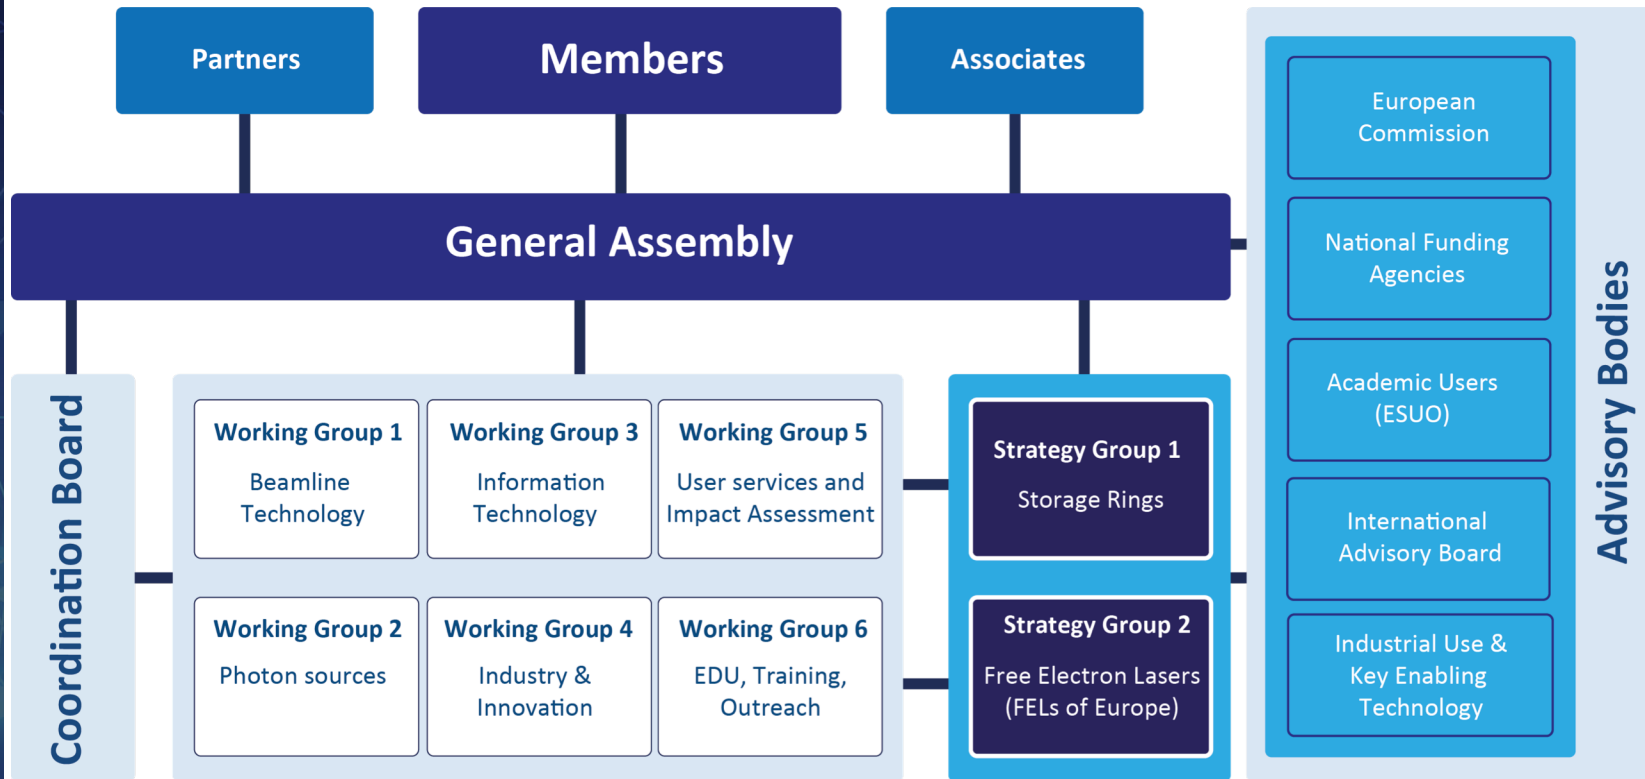 Partners
Members
Associates
General Assembly
Coordination Board
Working Group 1
Beamline
Technology
Working Group 3
Information
Technology
Working Group 5
User services and
Impact Assessment
Working Group 2
Photon sources
Working Group 4
Industry &
Innovation
Working Group 6
EDU, Training,
Outreach
Strategy Group 1
Storage Rings
Strategy Group 2
Free Electron Lasers
(FELs of Europe)
European
Commission
National Funding
Agencies
Academic Users
(ESUO)
International
Advisory Board
Industrial Use &
Key Enabling
Technology
Advisory Bodies